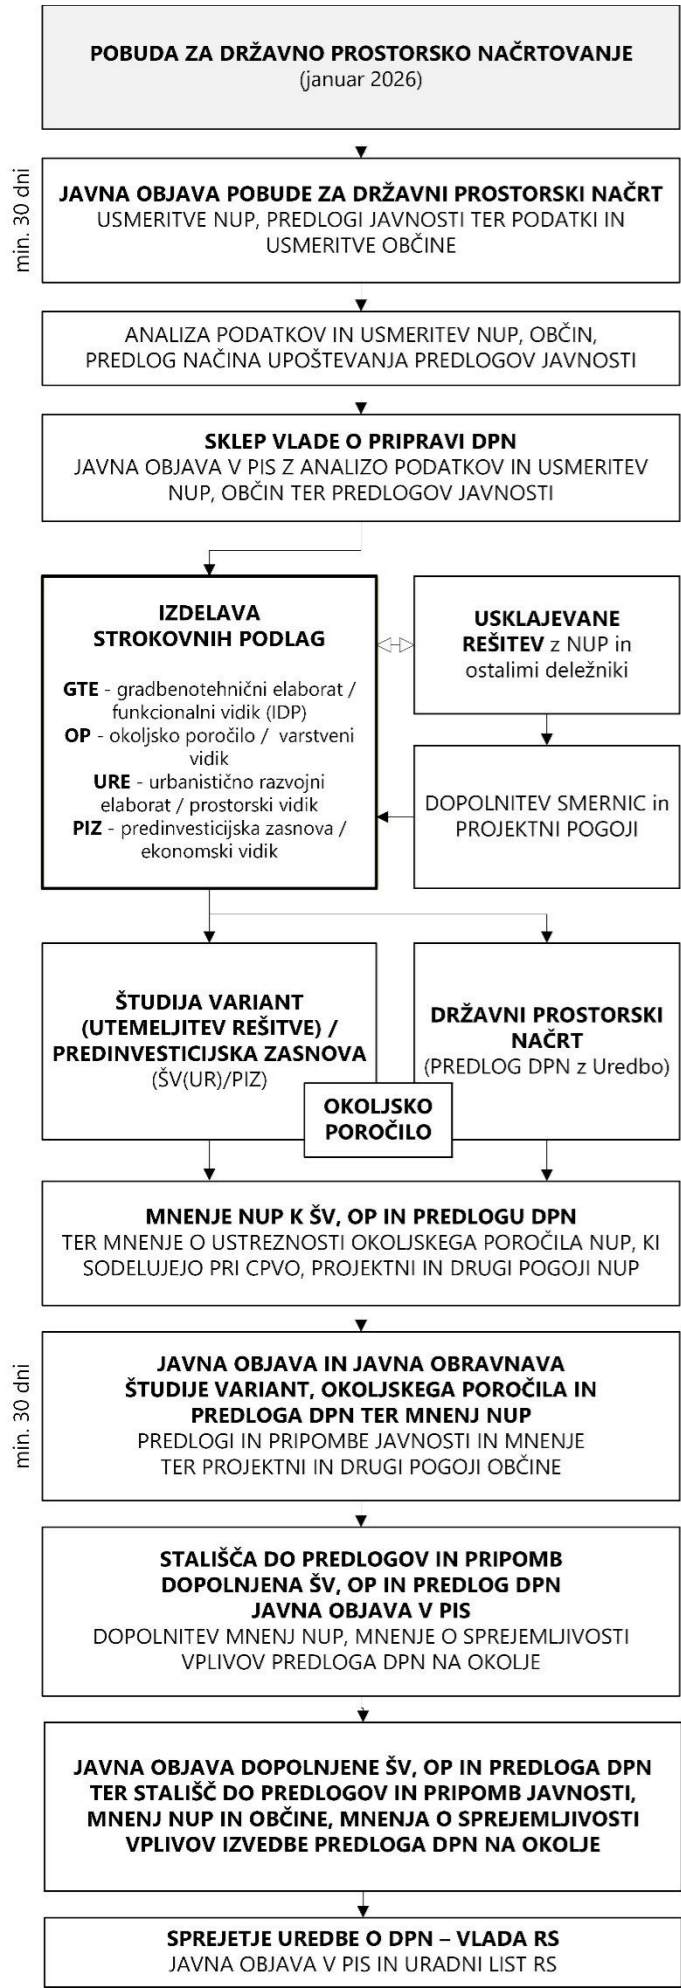 POBUDA ZA DRŽAVNO PROSTORSKO NAČRTOVANJE
(januar 2026)
min. 30 dni
JAVNA OBJAVA POBUDE ZA DRŽAVNI PROSTORSKI NAČRT
USMERITVE NUP, PREDLOGI JAVNOSTI TER PODATKI IN
USMERITVE OBČINE
ANALIZA PODATKOV IN USMERITEV NUP, OBČIN,
PREDLOG NAČINA UPOŠTEVANJA PREDLOGOV JAVNOSTI
SKLEP VLADE O PRIPRAVI DPN
JAVNA OBJAVA V PIS Z ANALIZO PODATKOV IN USMERITEV
NUP, OBČIN TER PREDLOGOV JAVNOSTI
IZDELAVA
STROKOVNIH PODLAG
GTE - gradbenotehnični elaborat /
funkcionalni vidik (IDP)
OP - okoljsko poročilo / varstveni
vidik
URE - urbanistično razvojni
elaborat / prostorski vidik
PIZ - predinvesticijska zasnova /
ekonomski vidik
USKLAJEVANE
REŠITEV z NUP in
ostalimi deležniki
DOPOLNITEV SMERNIC in
PROJEKTNI POGOJI
ŠTUDIJA VARIANT
(UTEMELJITEV REŠITVE) /
PREDINVESTICIJSKA ZASNOVA
(ŠV(UR)/PIZ)
DRŽAVNI PROSTORSKI
NAČRT
(PREDLOG DPN z Uredbo)
OKOLJSKO
POROČILO
MNENJE NUP K ŠV, OP IN PREDLOGU DPN
TER MNENJE O USTREZNOSTI OKOLJSKEGA POROČILA NUP, KI
SODELUJEJO PRI CPVO, PROJEKTNI IN DRUGI POGOJI NUP
min. 30 dni
JAVNA OBJAVA IN JAVNA OBRAVNAVA
ŠTUDIJE VARIANT, OKOLJSKEGA POROČILA IN
PREDLOGA DPN TER MNENJ NUP
PREDLOGI IN PRIPOMBE JAVNOSTI IN MNENJE
TER PROJEKTNI IN DRUGI POGOJI OBČINE
STALIŠČA DO PREDLOGOV IN PRIPOMB
DOPOLNJENA ŠV, OP IN PREDLOG DPN
JAVNA OBJAVA V PIS
DOPOLNITEV MNENJ NUP, MNENJE O SPREJEMLJIVOSTI
VPLIVOV PREDLOGA DPN NA OKOLJE
JAVNA OBJAVA DOPOLNJENE ŠV, OP IN PREDLOGA DPN
TER STALIŠČ DO PREDLOGOV IN PRIPOMB JAVNOSTI,
MNENJ NUP IN OBČINE, MNENJA O SPREJEMLJIVOSTI
VPLIVOV IZVEDBE PREDLOGA DPN NA OKOLJE
SPREJETJE UREDBE O DPN – VLADA RS
JAVNA OBJAVA V PIS IN URADNI LIST RS